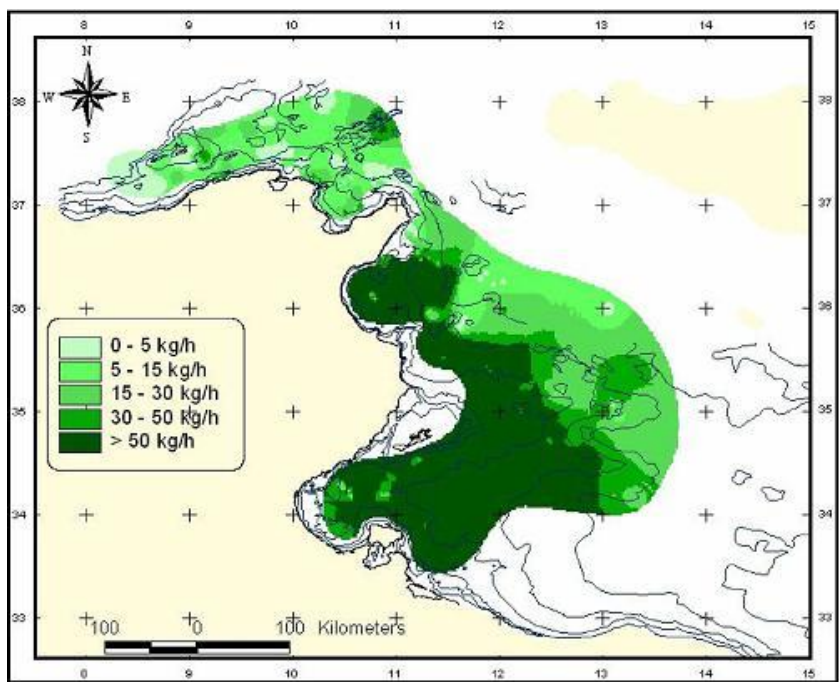 8 9 10 11 12 13 14 15
N
W E
S
38 38
37 37
36 36
0 - 5 kg/h
5 - 15 kg/h
15 - 30 kg/h
35 35
30 - 50 kg/h
> 50 kg/h
34 34
33 33
100 0 100 Kilometers
8 9 10 11 12 13 14 15